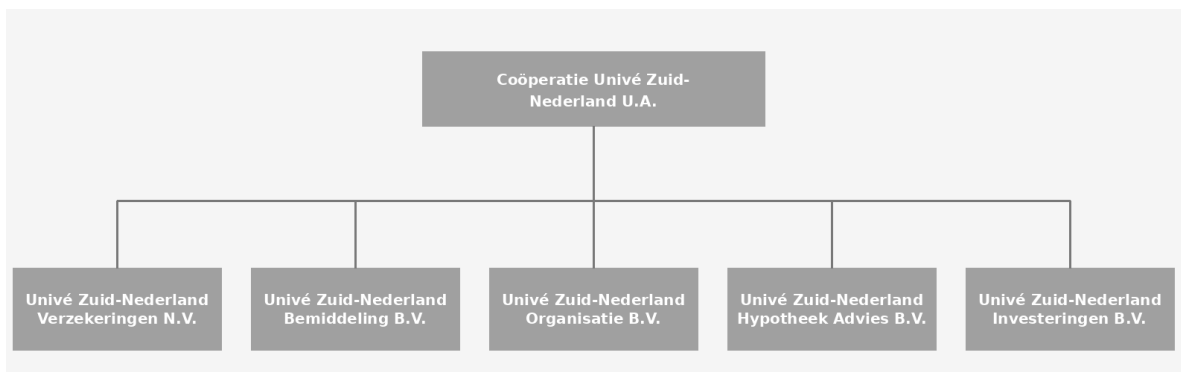 Coöperatie Univé Zuid-
Nederland U.A.
Univé Zuid-Nederland
Verzekeringen N.V.
Univé Zuid-Nederland
Bemiddeling B.V.
Univé Zuid-Nederland
Organisatie B.V.
Univé Zuid-Nederland
Hypotheek Advies B.V.
Univé Zuid-Nederland
Investeringen B.V.